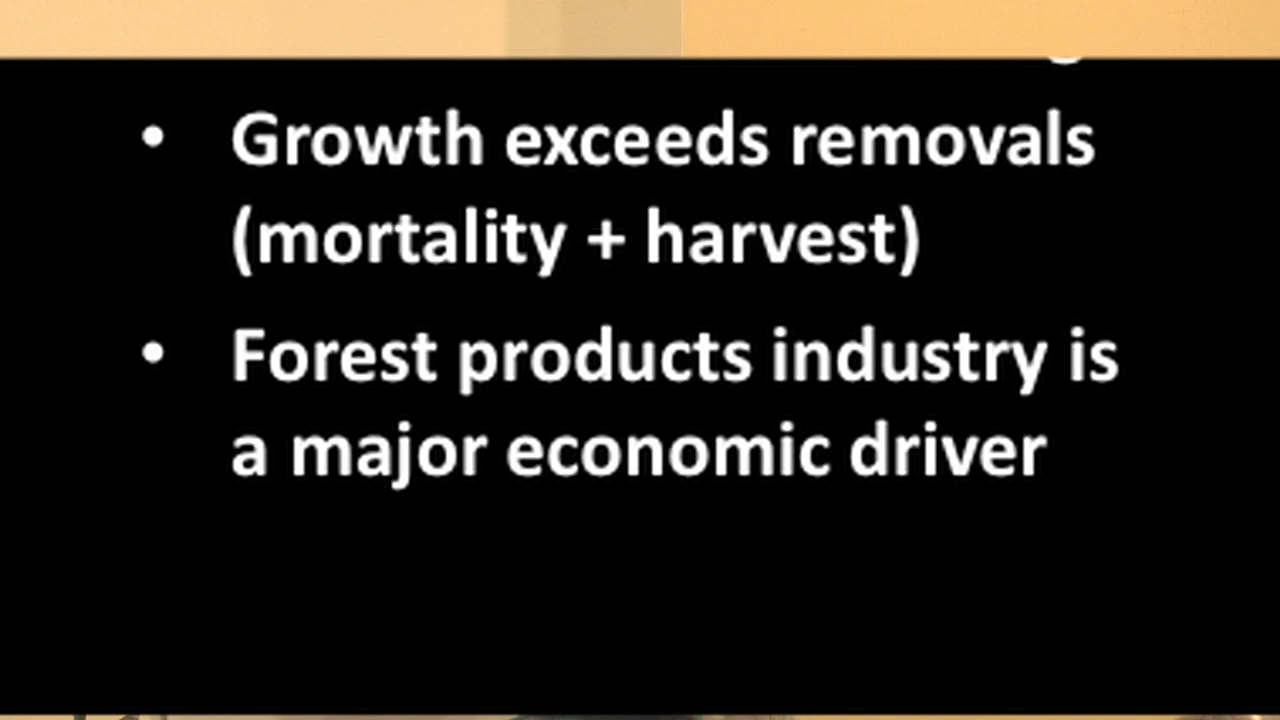 • Growth exceeds removals
(mortality + harvest)
• Forest products industry is
a major economic driver